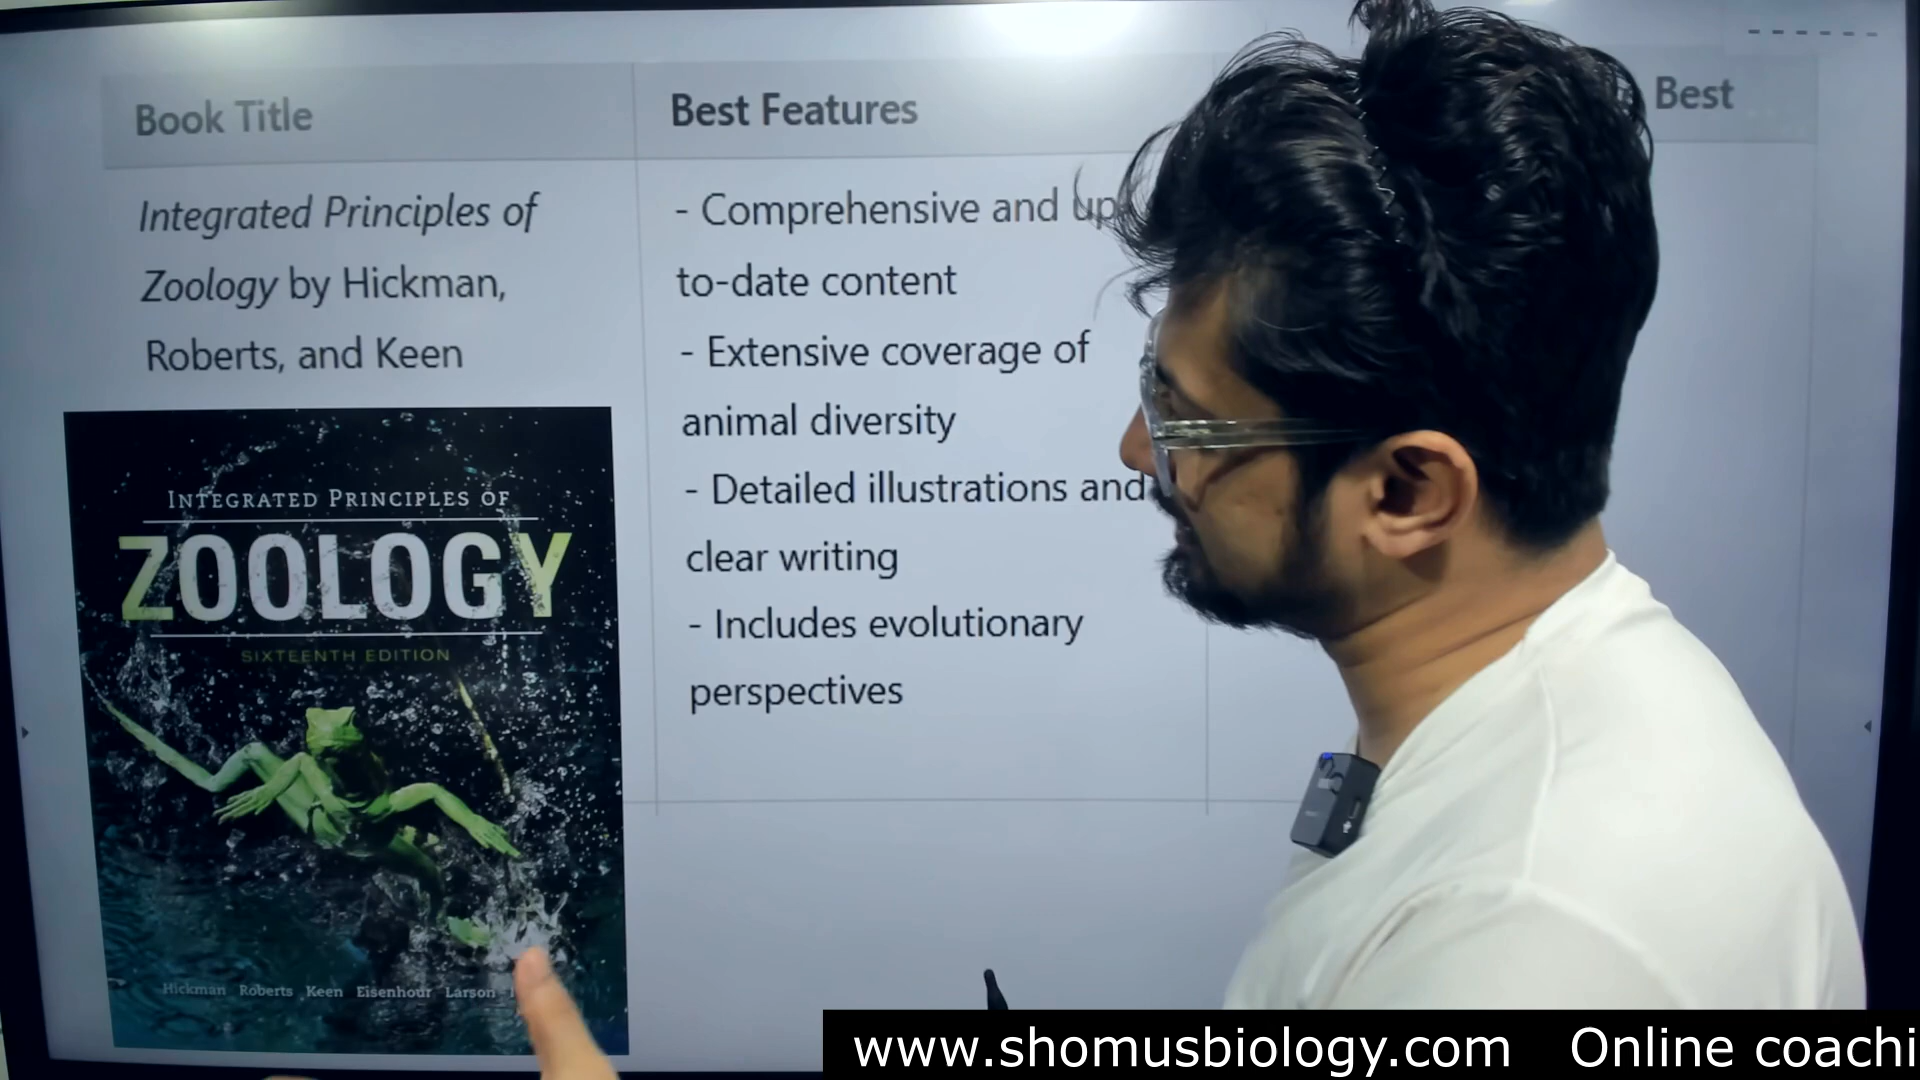 Book Title
Best Features
Best
Integrated Principles of
Zoology by Hickman,
Roberts, and Keen
- Comprehensive and up
to-date content
- Extensive coverage of
animal diversity
- Detailed illustrations and
clear writing
- Includes evolutionary
perspectives
INTEGRATED PRINCIPLES OF
ZOOLOGY
SIXTEENTH EDITION
Hickman Roberts Keen Eisenhour Larson
www.shomusbiology.com Online coachi